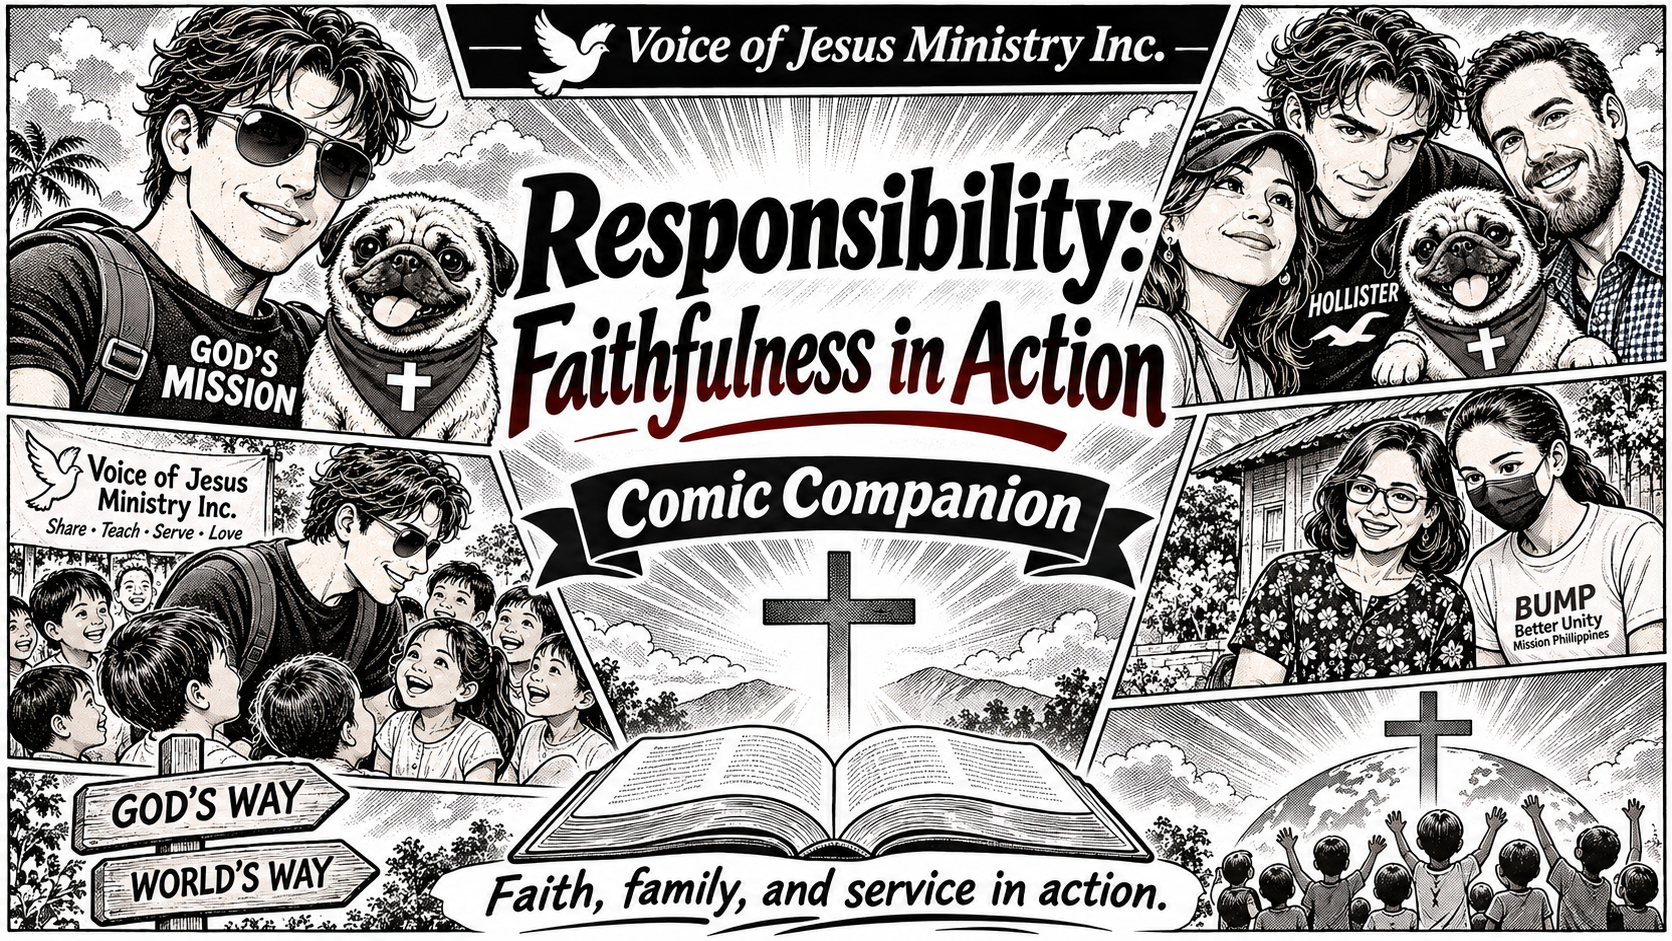 Voice of Jesus Ministry Inc.
Responsibility:
Faithfulness in Action
Comic Companion
GOD'S
MISSION
HOLLISTER
Voice of Jesus
Ministry Inc.
Share • Teach • Serve • Love
BUMP
Better Unity
Mission Phillippines
GOD'S WAY
WORLD'S WAY
Faith, family, and service in action.